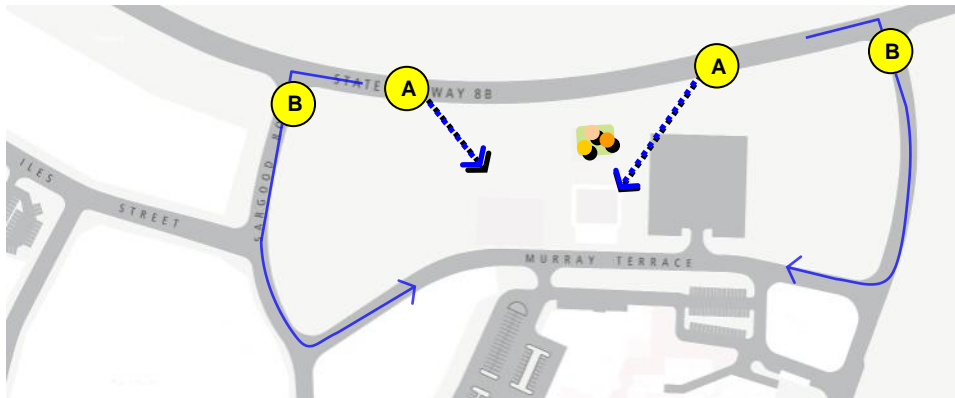 STATE
WAY 8B
A
A
B
B
SARGOOD
ILES
STREET
MURRAY TERRACE